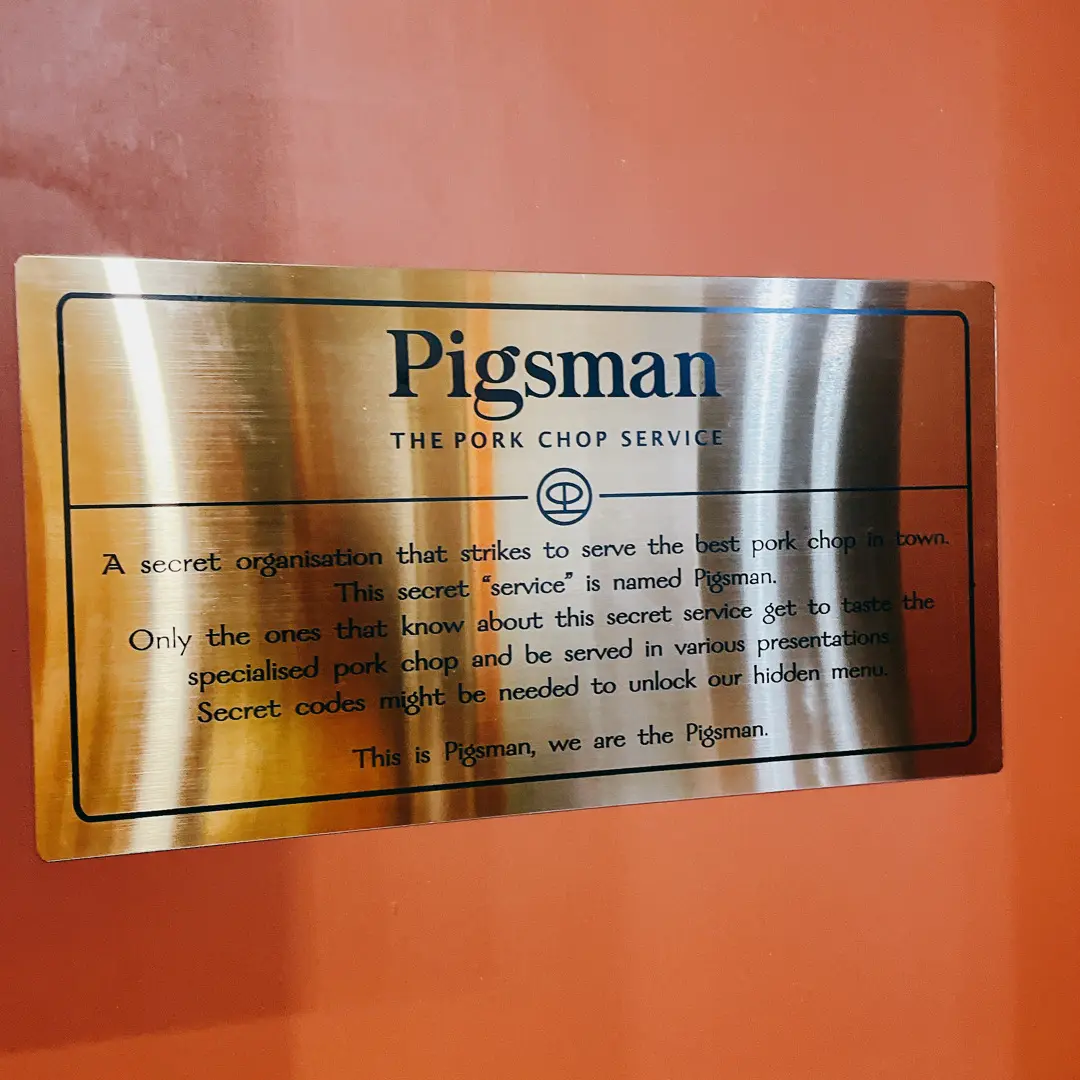 Pigsman
THE PORK CHOP SERVICE
A secret organisation that strikes to serve the best pork chop in town.
This secret “service” is named Pigsman.
Only the ones that know about this secret service get to taste the
specialised pork chop and be served in various presentations.
Secret codes might be needed to unlock our hidden menu.
This is Pigsman, we are the Pigsman.